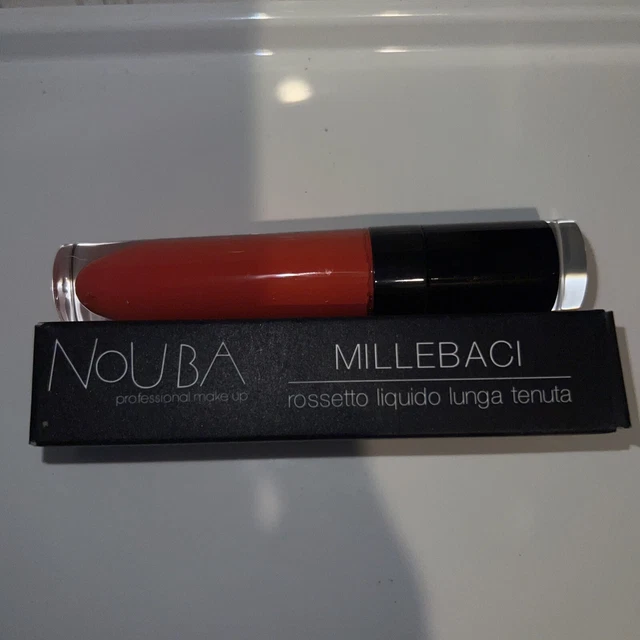 NOUBA
professional make up
MILLEBACI
rossetto liquido lunga tenuta